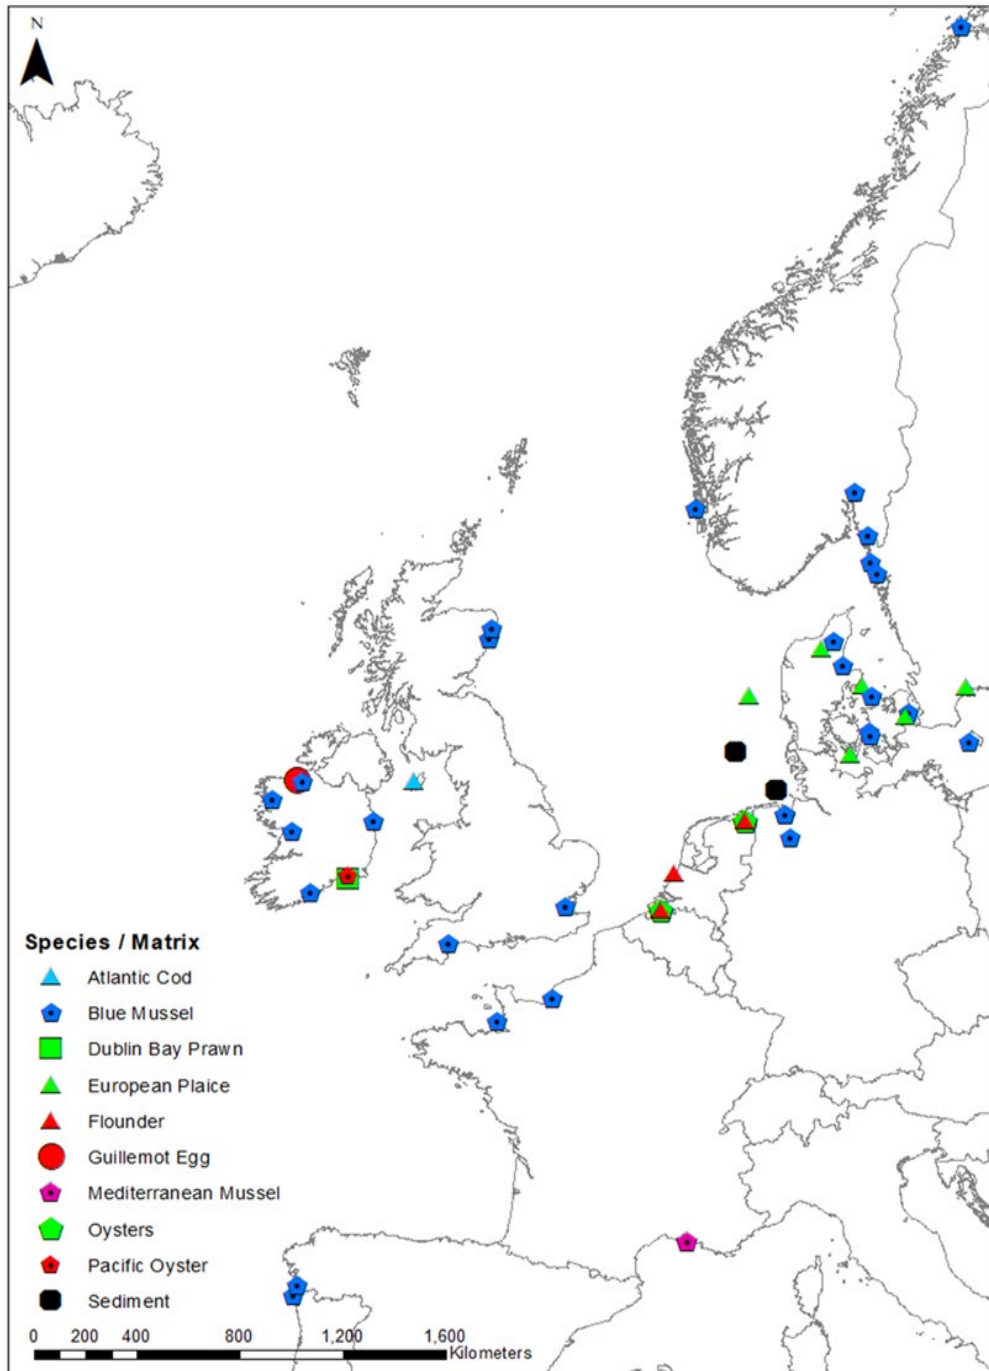 N
Species / Matrix
Atlantic Cod
Blue Mussel
Dublin Bay Prawn
European Plaice
Flounder
Guillemot Egg
Mediterranean Mussel
Oysters
Pacific Oyster
Sediment
0 200 400 800 1,200 1,600
Kilometers